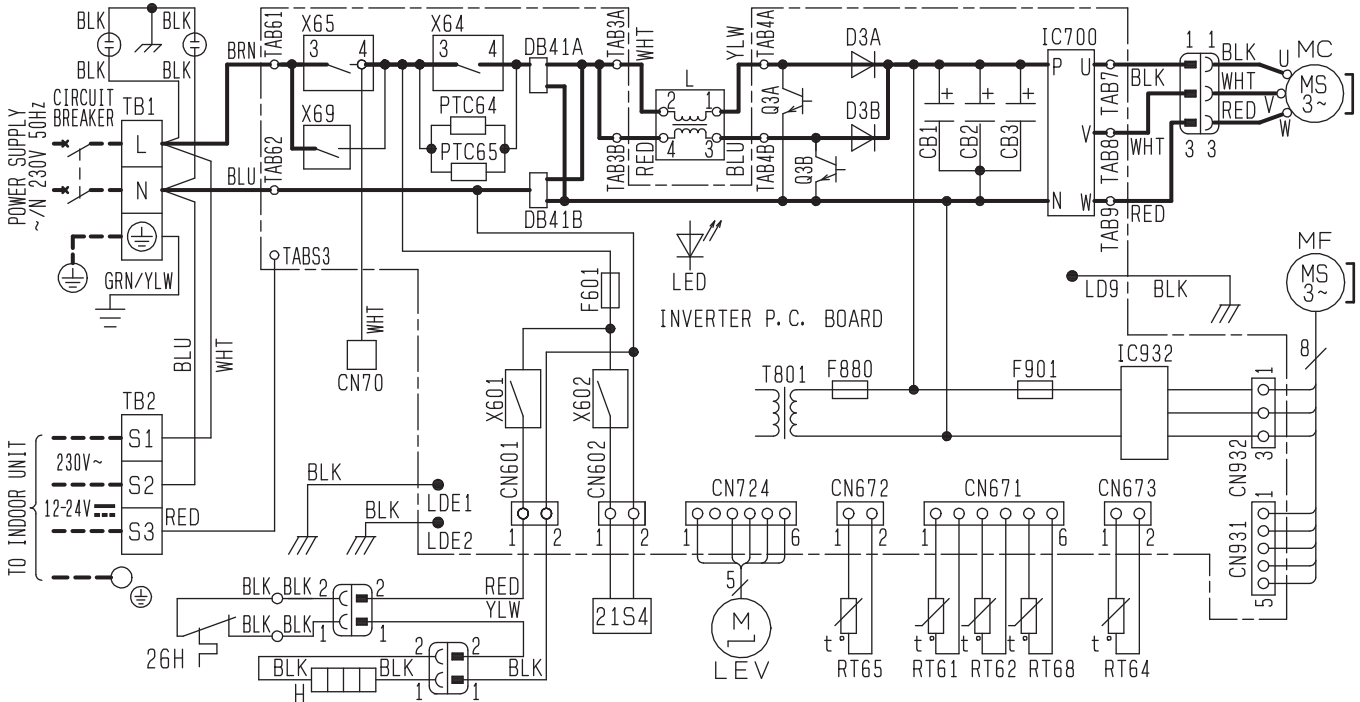 BLK BLK
BLK BLK
BRN
POWER SUPPLY
~/N 230V 50Hz
CIRCUIT
BREAKER
TB1
L
N
BLU
GRN/YLW
TAB61
TAB62
TABS3
X65
3 4
X69
X64
3 4
PTC64
PTC65
DB41A
DB41B
TAB3A
TAB3B
WHT
RED
L
2 1
4 3
YLW
BLU
TAB4A
TAB4B
Q3A
Q3B
D3A
D3B
CB1 + CB2 + CB3 +
IC700
P U
V
N W
TAB7
TAB8
TAB9
BLK
WHT
RED
1 1
3 3
BLK
WHT
RED
U
V
W
MC
MS
3~
LED
INVERTER P.C. BOARD
LD9 BLK
MF
MS
3~
8
BLU
WHT
WHT
CN70
F601
X601
X602
CN601
CN602
1 2
1 2
T801
F880
F901
IC932
1
CN932
3
1
CN931
5
TB2
S1
S2
S3
TO INDOOR UNIT
230V~
12-24V
RED
BLK
LDE1
BLK
LDE2
CN724
1 6
5
M
LEV
CN672
1 2
t°
RT65
CN671
1 6
t° t° t°
RT61 RT62 RT68
CN673
1 2
t°
RT64
21S4
BLK BLK 2 2
RED
YLW
BLK BLK 1 1
26H
2 2
BLK BLK BLK
1 1
H